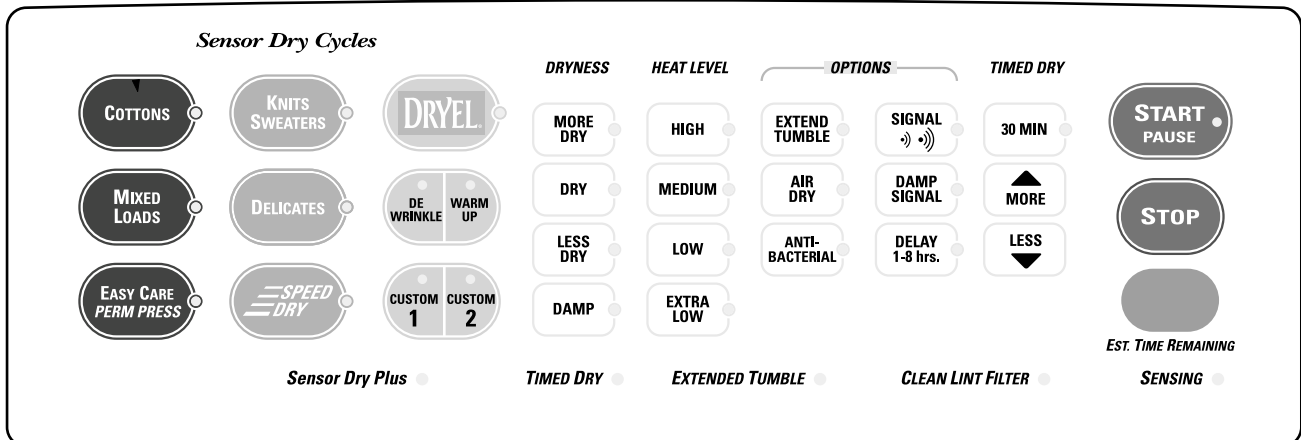 Sensor Dry Cycles
COTTONS
KNITS
SWEATERS
DRYEL®
MIXED
LOADS
DELICATES
DE
WRINKLE
WARM
UP
EASY CARE
PERM PRESS
SPEED
DRY
CUSTOM
1
CUSTOM
2
DRYNESS
MORE
DRY
DRY
LESS
DRY
DAMP
HEAT LEVEL
HIGH
MEDIUM
LOW
EXTRA
LOW
OPTIONS
EXTEND
TUMBLE
AIR
DRY
ANTI-
BACTERIAL
SIGNAL
DAMP
SIGNAL
DELAY
1-8 hrs.
TIMED DRY
30 MIN
MORE
LESS
START
PAUSE
STOP
EST. TIME REMAINING
Sensor Dry Plus
TIMED DRY
EXTENDED TUMBLE
CLEAN LINT FILTER
SENSING